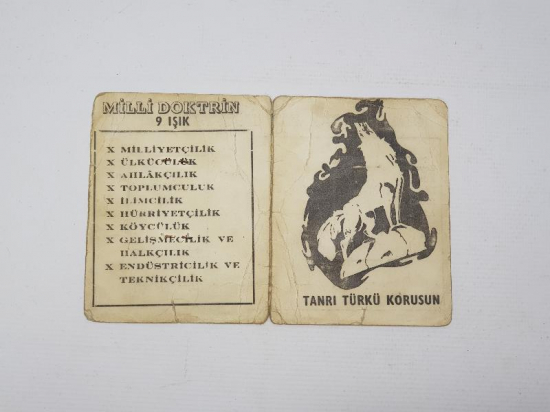 MİLLİ DOKTRİN
9 IŞIK
X MİLLİYETÇİLİK
X ÜLKÜCÜLÜK
X AHLÂKÇILIK
X TOPLUMCULUK
X İLİMCİLİK
X HÜRRİYETÇİLİK
X KÖYCÜLÜK
X GELİŞMECİLİK VE
HALKÇILIK
X ENDÜSTRİCİLİK VE
TEKNİKÇİLİK
TANRI TÜRKÜ KORUSUN